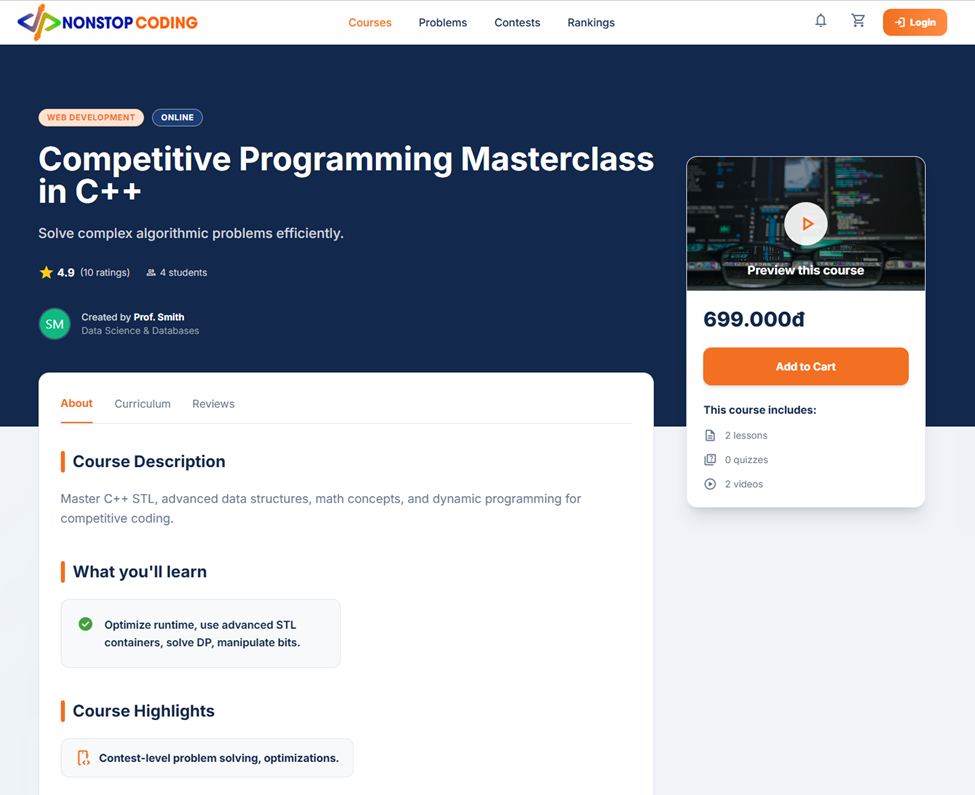 NONSTOP CODING
Courses
Problems
Contests
Rankings
Login
WEB DEVELOPMENT
ONLINE
Competitive Programming Masterclass
in C++
Solve complex algorithmic problems efficiently.
4.9 (10 ratings)
4 students
SM
Created by Prof. Smith
Data Science & Databases
Preview this course
699.000đ
Add to Cart
This course includes:
2 lessons
0 quizzes
2 videos
About
Curriculum
Reviews
Course Description
Master C++ STL, advanced data structures, math concepts, and dynamic programming for
competitive coding.
What you'll learn
Optimize runtime, use advanced STL
containers, solve DP, manipulate bits.
Course Highlights
Contest-level problem solving, optimizations.